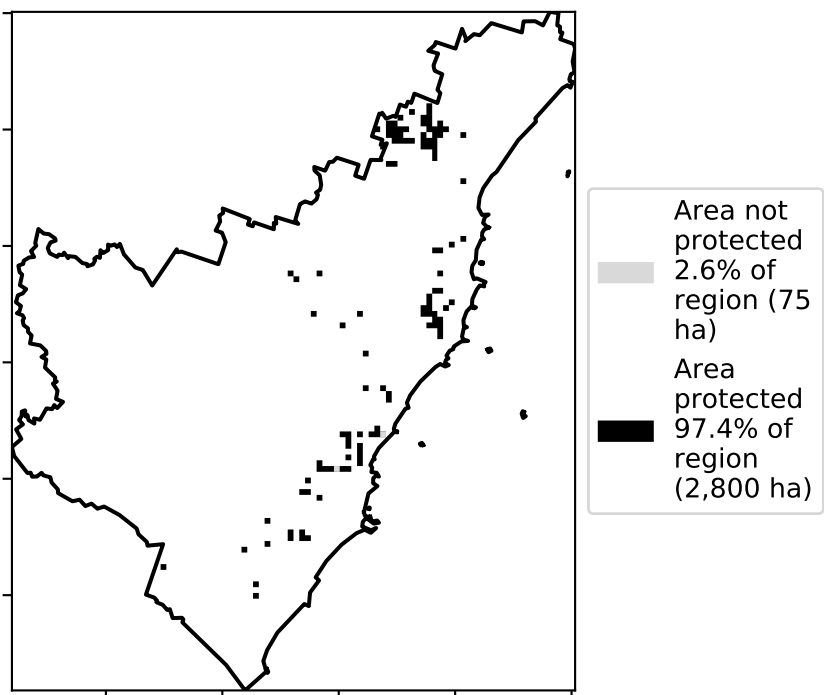 Area not
protected
2.6% of
region (75
ha)
Area
protected
97.4% of
region
(2,800 ha)